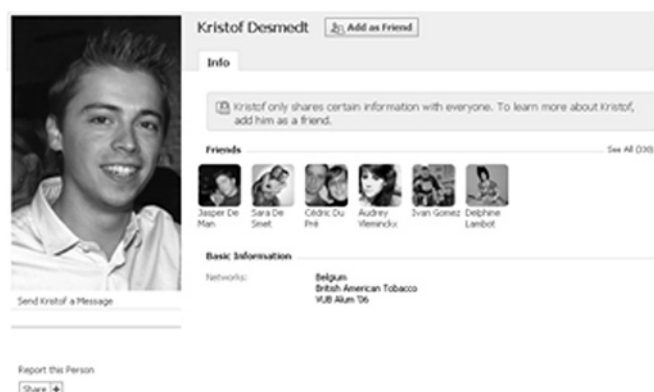 Kristof Desmedt
Add as Friend
Info
Kristof only shares certain information with everyone. To learn more about Kristof,
add him as a friend.
Friends
See All (330)
Jasper De
Man
Sara De
Smet
Cédric Du
Pré
Audrey
Vleminckx
Ivan Gomez
Delphine
Lambot
Basic Information
Networks:
Belgium
British American Tobacco
VUB Alum '06
Send Kristof a Message
Report this Person
Share +